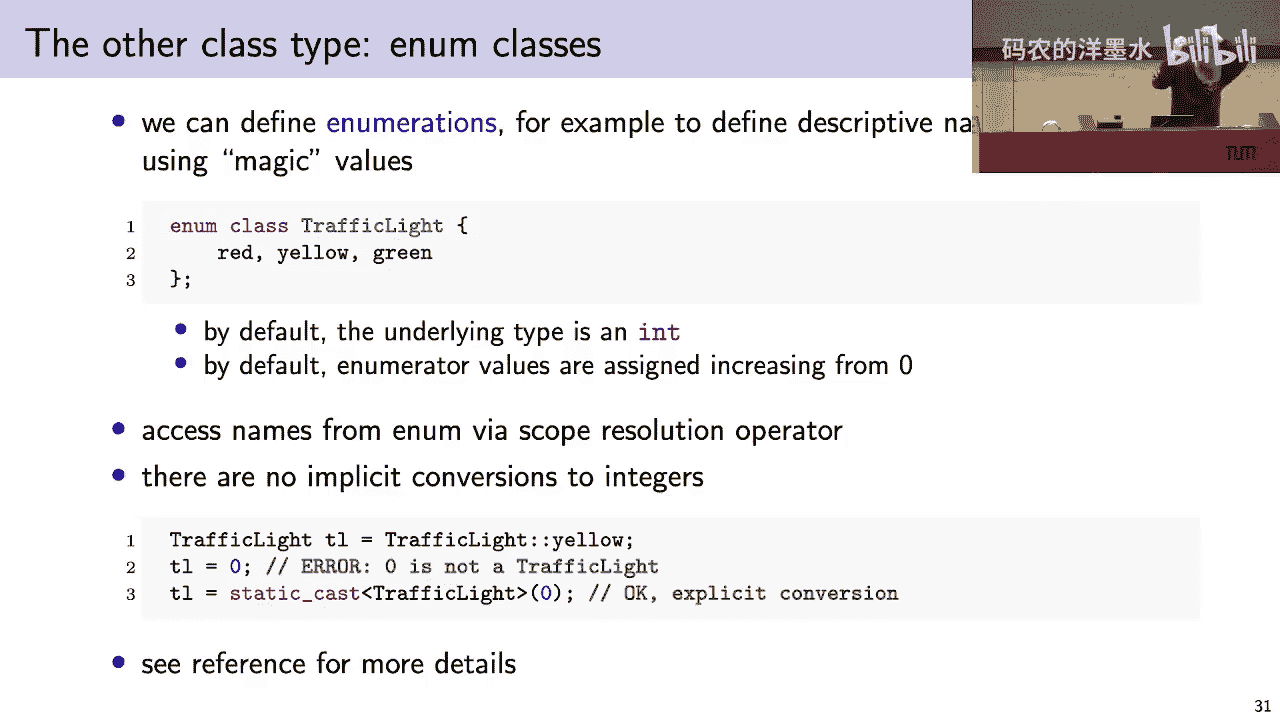 The other class type: enum classes
码农的洋墨水 bilibili
• we can define enumerations, for example to define descriptive
using “magic” values
1 enum class TrafficLight {
2 red, yellow, green
3 };
• by default, the underlying type is an int
• by default, enumerator values are assigned increasing from 0
• access names from enum via scope resolution operator
• there are no implicit conversions to integers
1 TrafficLight tl = TrafficLight::yellow;
2 tl = 0; // ERROR: 0 is not a TrafficLight
3 tl = static_cast<TrafficLight>(0); // OK, explicit conversion
• see reference for more details
31